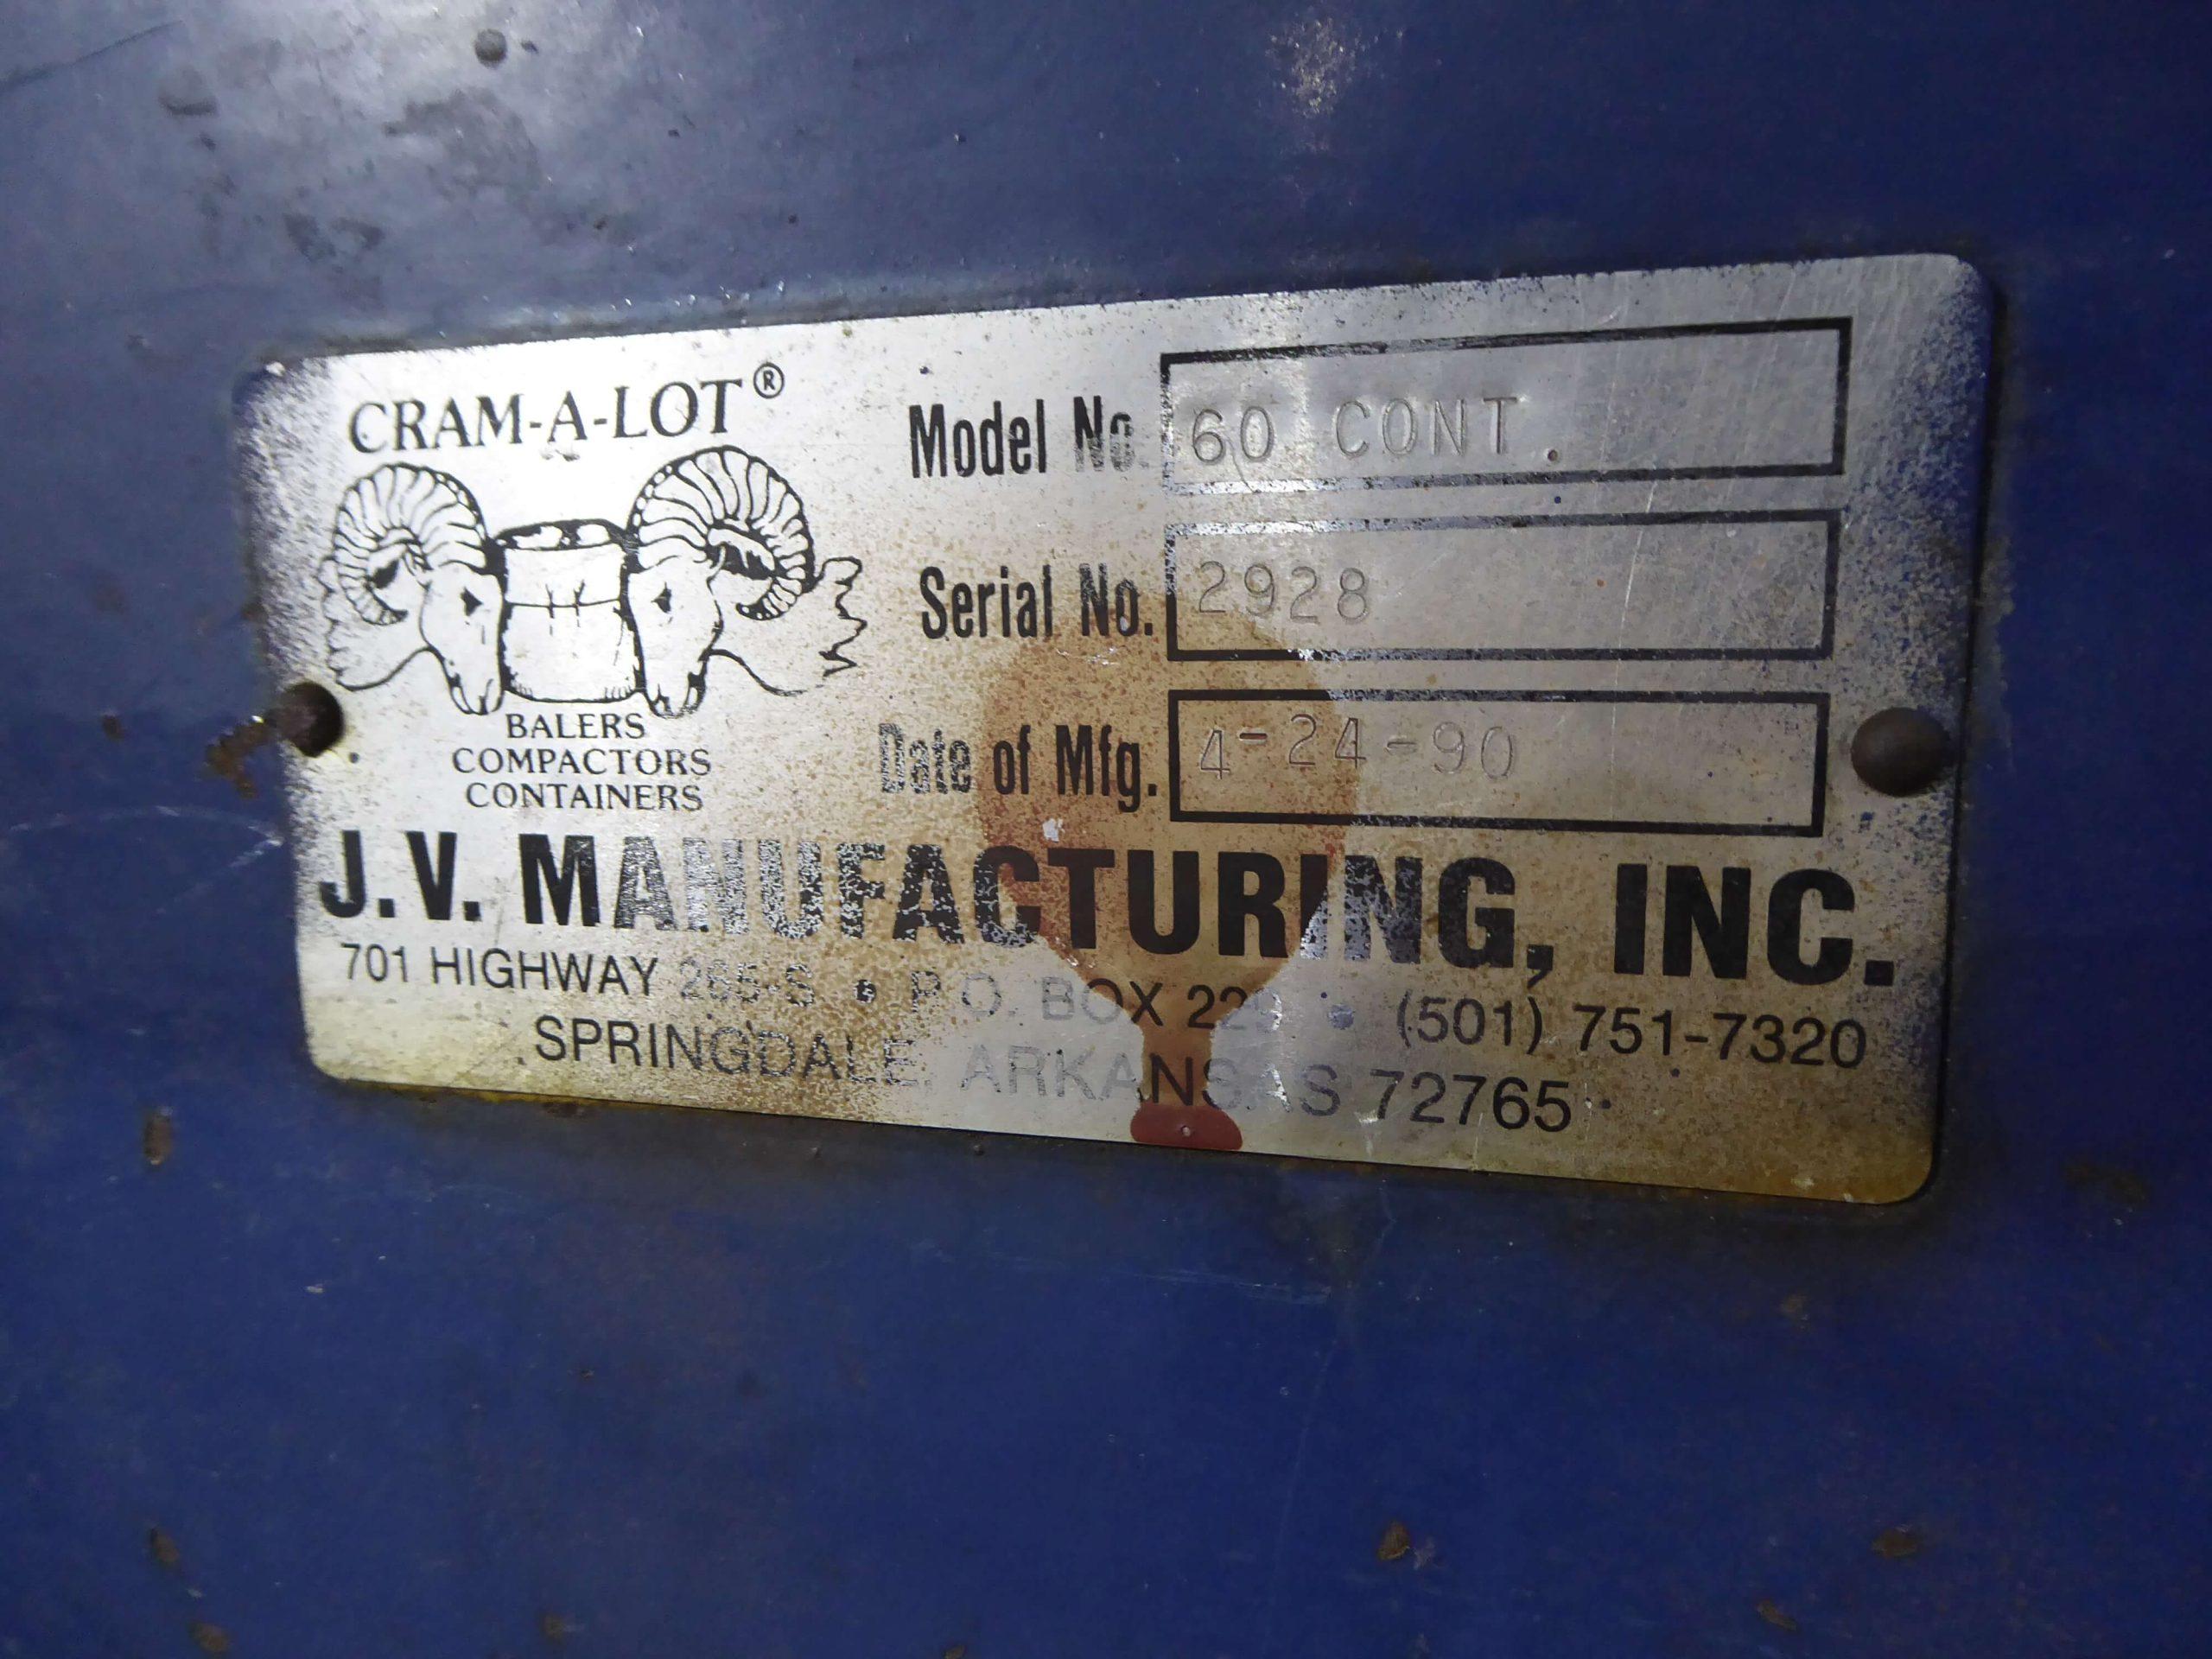 CRAM-A-LOT®
BALERS
COMPACTORS
CONTAINERS
Model No. 60 CONT.
Serial No. 2928
Date of Mfg. 4-24-90
J.V. MANUFACTURING, INC.
701 HIGHWAY 265-S • P.O. BOX 229 • (501) 751-7320
SPRINGDALE, ARKANSAS 72765